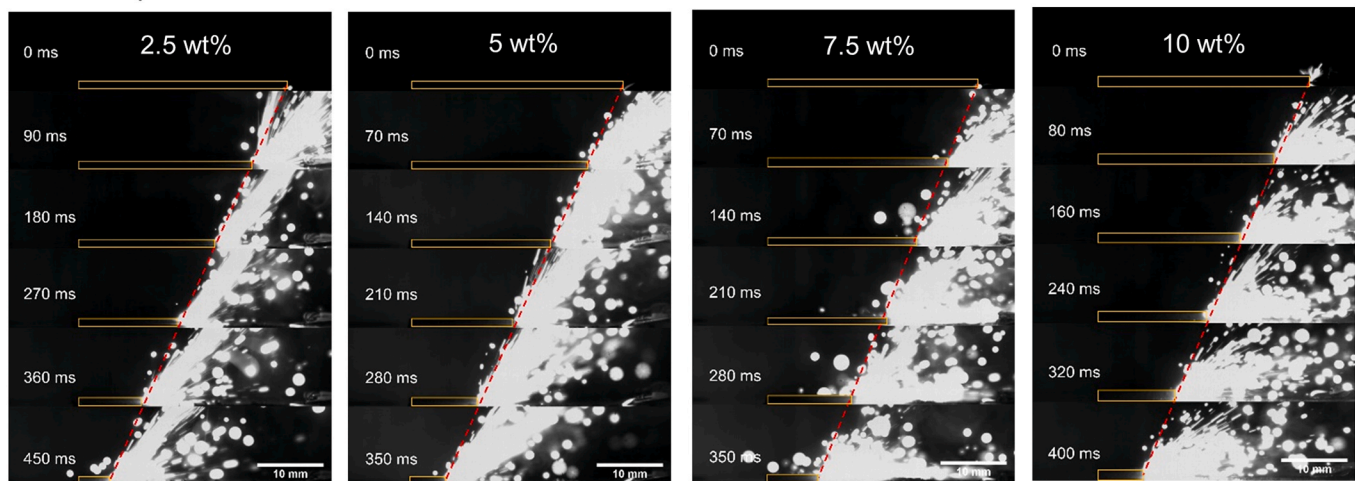 2.5 wt%
0 ms
90 ms
180 ms
270 ms
360 ms
450 ms
10 mm
5 wt%
0 ms
70 ms
140 ms
210 ms
280 ms
350 ms
10 mm
7.5 wt%
0 ms
70 ms
140 ms
210 ms
280 ms
350 ms
10 mm
10 wt%
0 ms
80 ms
160 ms
240 ms
320 ms
400 ms
10 mm